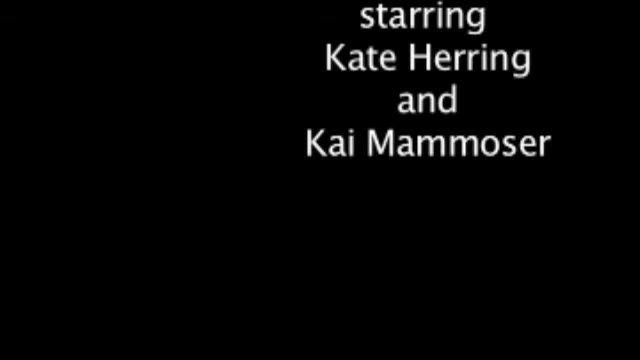 starring
Kate Herring
and
Kai Mammoser